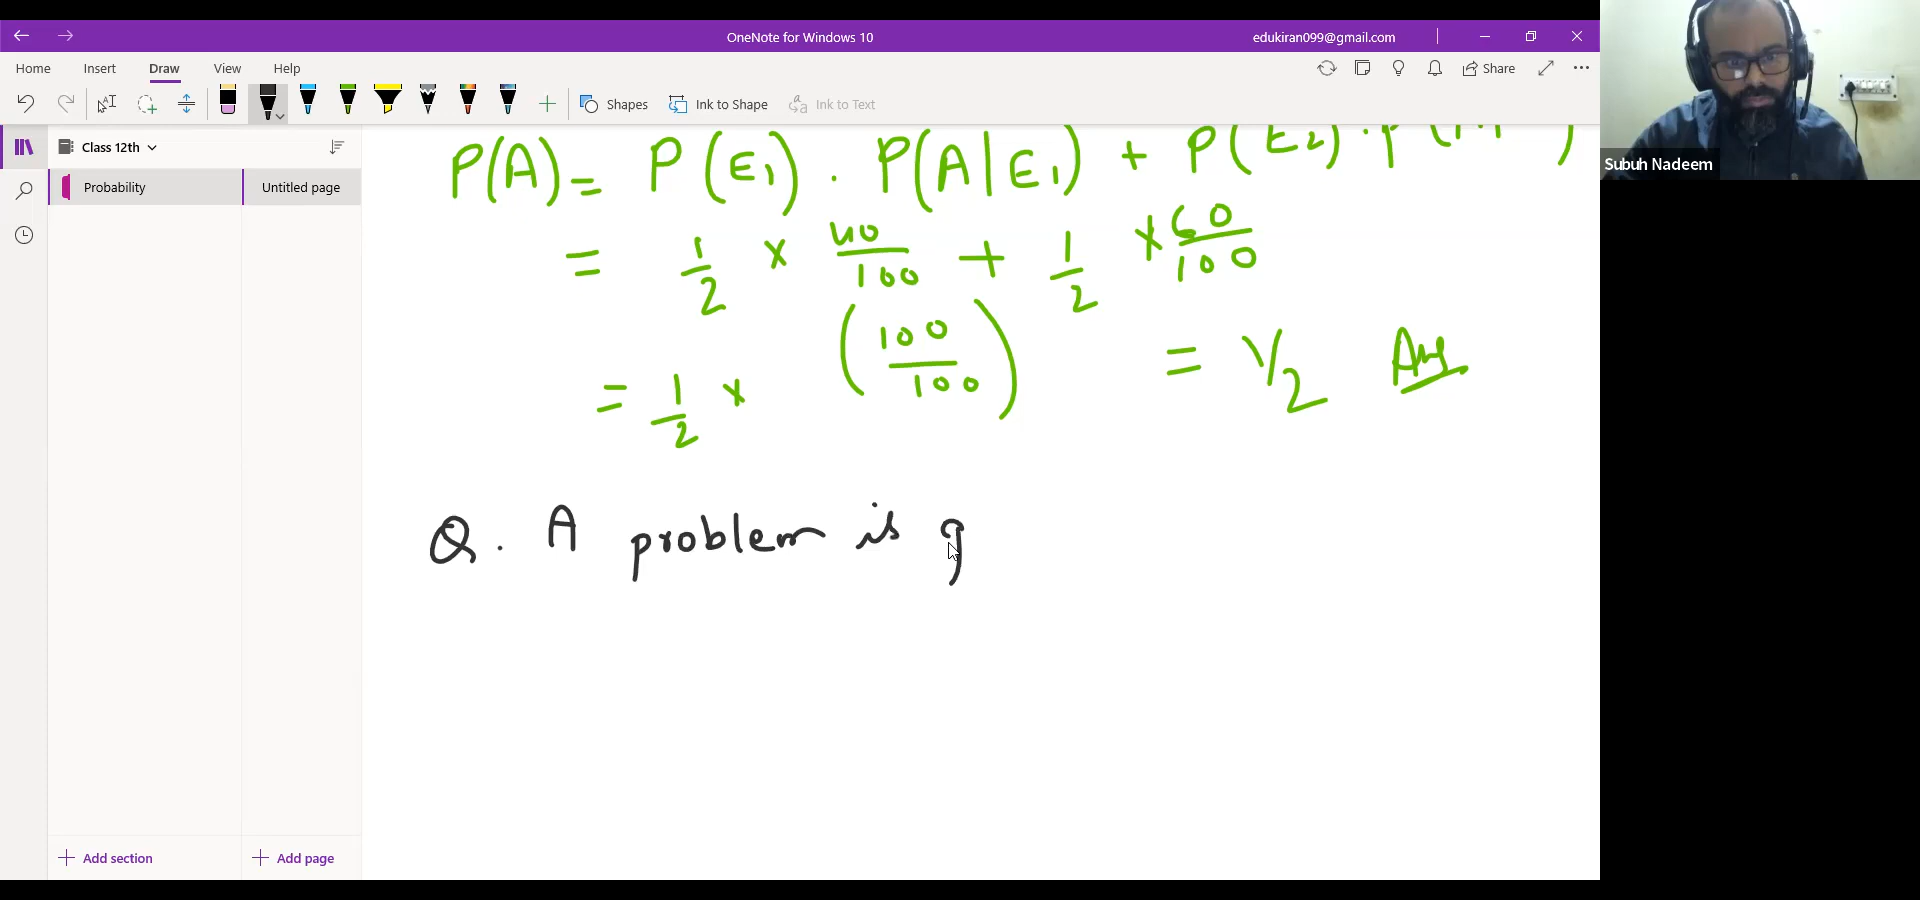 OneNote for Windows 10
edukiran099@gmail.com
Home Insert Draw View Help
Share
Shapes
Ink to Shape
Ink to Text
Class 12th
Probability
Untitled page
P(A) = P(E1) . P(A|E1) + P(E2) . P(
= 1/2 × 40/100 + 1/2 × 60/100
= 1/2 × (100/100) = 1/2 Ans
Q. A problem is g
Add section
Add page
Subuh Nadeem